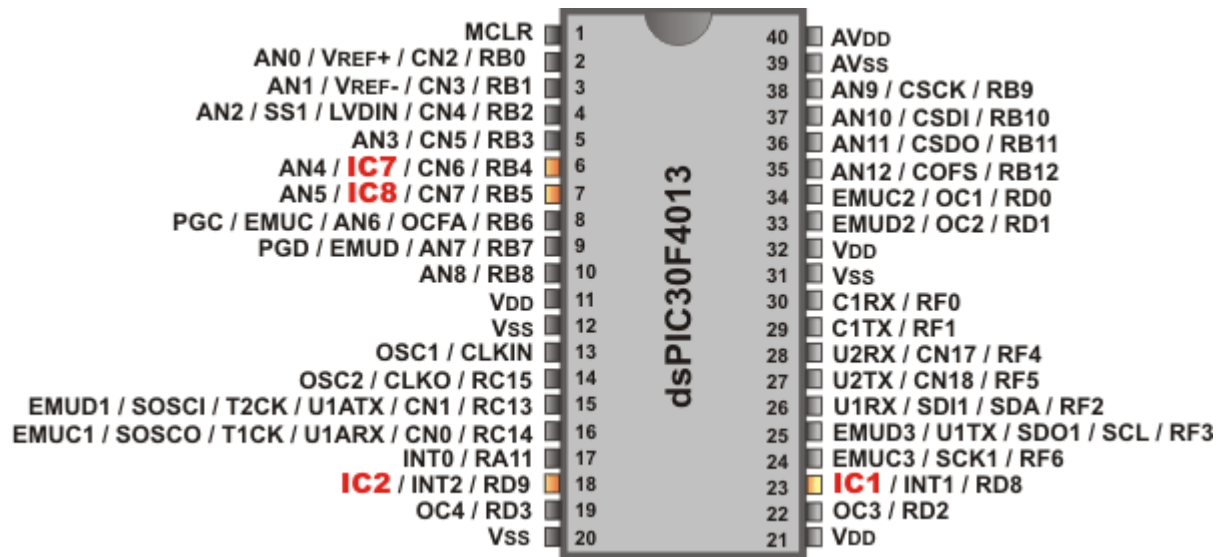 MCLR 1
AN0 / VREF+ / CN2 / RB0 2
AN1 / VREF- / CN3 / RB1 3
AN2 / SS1 / LVDIN / CN4 / RB2 4
AN3 / CN5 / RB3 5
AN4 / IC7 / CN6 / RB4 6
AN5 / IC8 / CN7 / RB5 7
PGC / EMUC / AN6 / OCFA / RB6 8
PGD / EMUD / AN7 / RB7 9
AN8 / RB8 10
VDD 11
VSS 12
OSC1 / CLKIN 13
OSC2 / CLKO / RC15 14
EMUD1 / SOSCI / T2CK / U1ATX / CN1 / RC13 15
EMUC1 / SOSCO / T1CK / U1ARX / CN0 / RC14 16
INT0 / RA11 17
IC2 / INT2 / RD9 18
OC4 / RD3 19
VSS 20
dsPIC30F4013
40 AVDD
39 AVSS
38 AN9 / CSCK / RB9
37 AN10 / CSDI / RB10
36 AN11 / CSDO / RB11
35 AN12 / COFS / RB12
34 EMUC2 / OC1 / RD0
33 EMUD2 / OC2 / RD1
32 VDD
31 VSS
30 C1RX / RF0
29 C1TX / RF1
28 U2RX / CN17 / RF4
27 U2TX / CN18 / RF5
26 U1RX / SDI1 / SDA / RF2
25 EMUD3 / U1TX / SDO1 / SCL / RF3
24 EMUC3 / SCK1 / RF6
23 IC1 / INT1 / RD8
22 OC3 / RD2
21 VDD